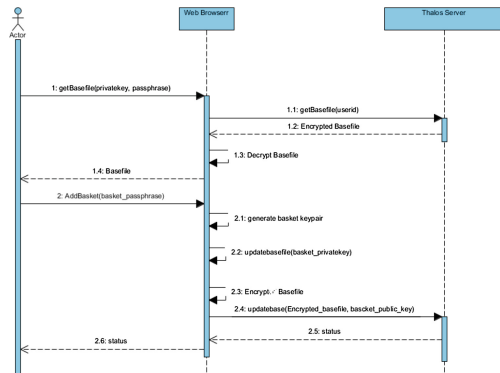 Web Browserr
Thalos Server
Actor
1: getBasefile(privatekey, passphrase)
1.1: getBasefile(userid)
1.2: Encrypted Basefile
1.3: Decrypt Basefile
1.4: Basefile
2: AddBasket(basket_passphrase)
2.1: generate basket keypair
2.2: updatebasefile(basket_privatekey)
2.3: Basefile
2.4: updatebase(Encrypted_basefile, bascket_public_key)
2.5: status
2.6: status